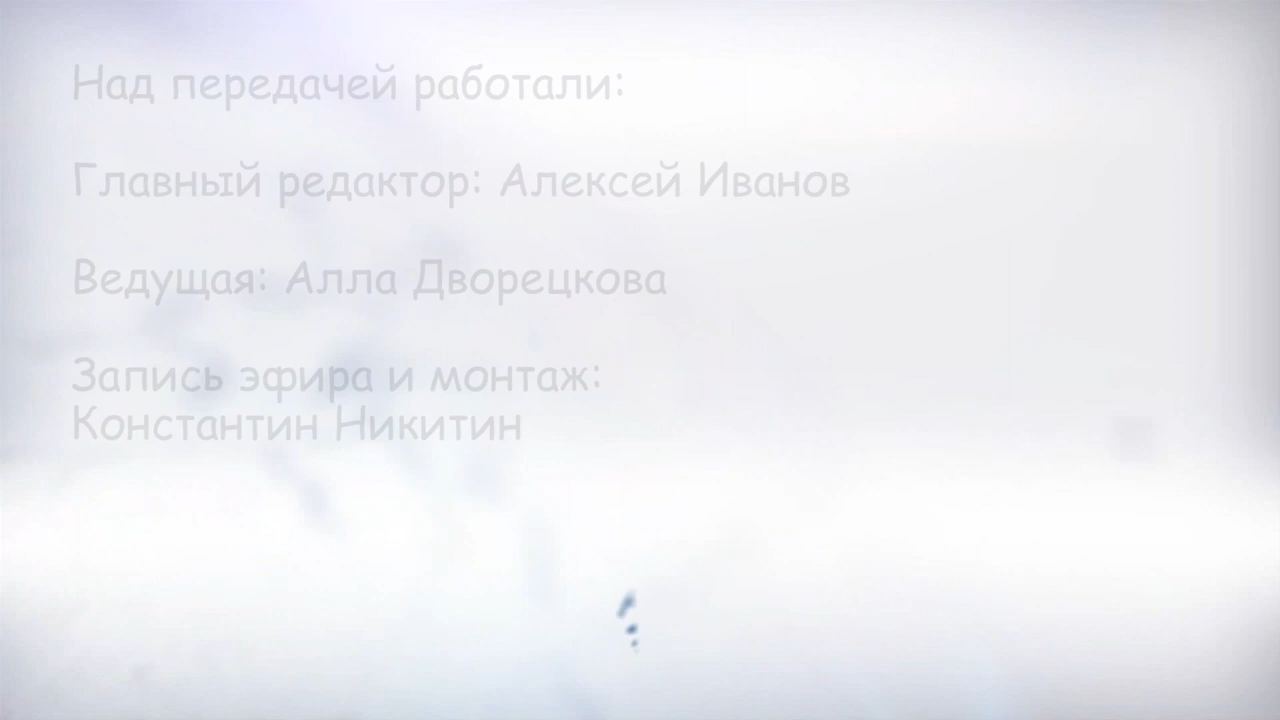 Над передачей работали:
Главный редактор: Алексей Иванов
Ведущая: Алла Дворецкова
Запись эфира и монтаж:
Константин Никитин